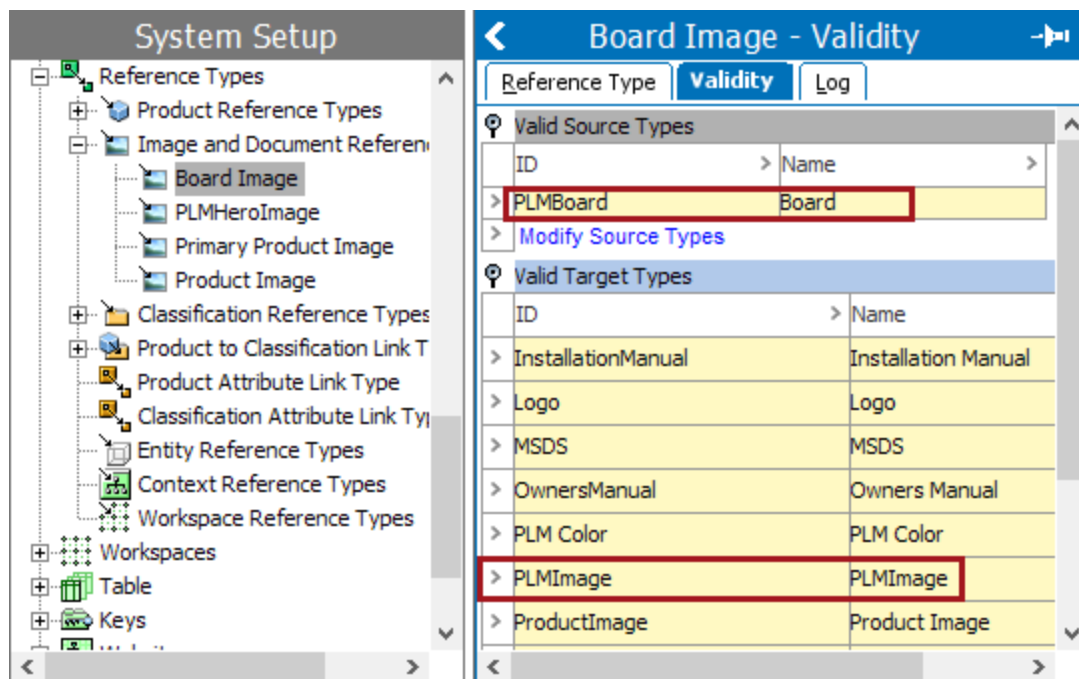 System Setup
Reference Types
Product Reference Types
Image and Document Referen
Board Image
PLMHeroImage
Primary Product Image
Product Image
Classification Reference Types
Product to Classification Link T
Product Attribute Link Type
Classification Attribute Link Ty
Entity Reference Types
Context Reference Types
Workspace Reference Types
Workspaces
Table
Keys
Board Image - Validity
Reference Type Validity Log
Valid Source Types
ID > Name >
> PLMBoard Board
> Modify Source Types
Valid Target Types
ID > Name
> InstallationManual Installation Manual
> Logo Logo
> MSDS MSDS
> OwnersManual Owners Manual
> PLM Color PLM Color
> PLMImage PLMImage
> ProductImage Product Image